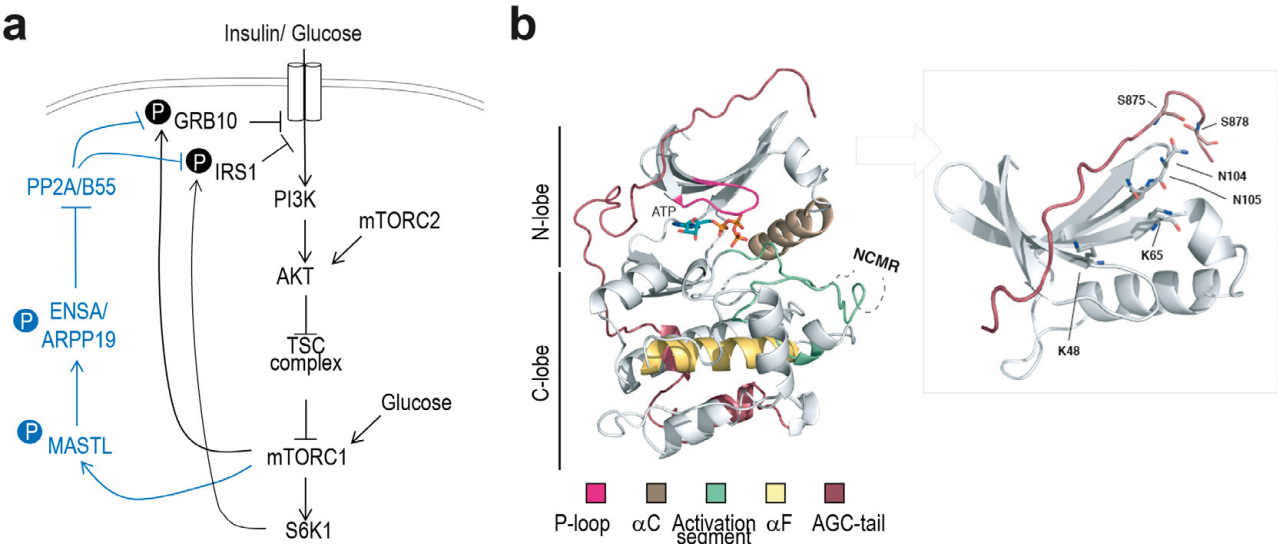 a
Insulin/ Glucose
P
GRB10
P
IRS1
PP2A/B55
PI3K
mTORC2
AKT
P
ENSA/
ARPP19
TSC
complex
Glucose
P
MASTL
mTORC1
S6K1
b
N-lobe
C-lobe
ATP
NCMR
S875
S878
N104
N105
K65
K48
P-loop
αC
Activation
segment
αF
AGC-tail